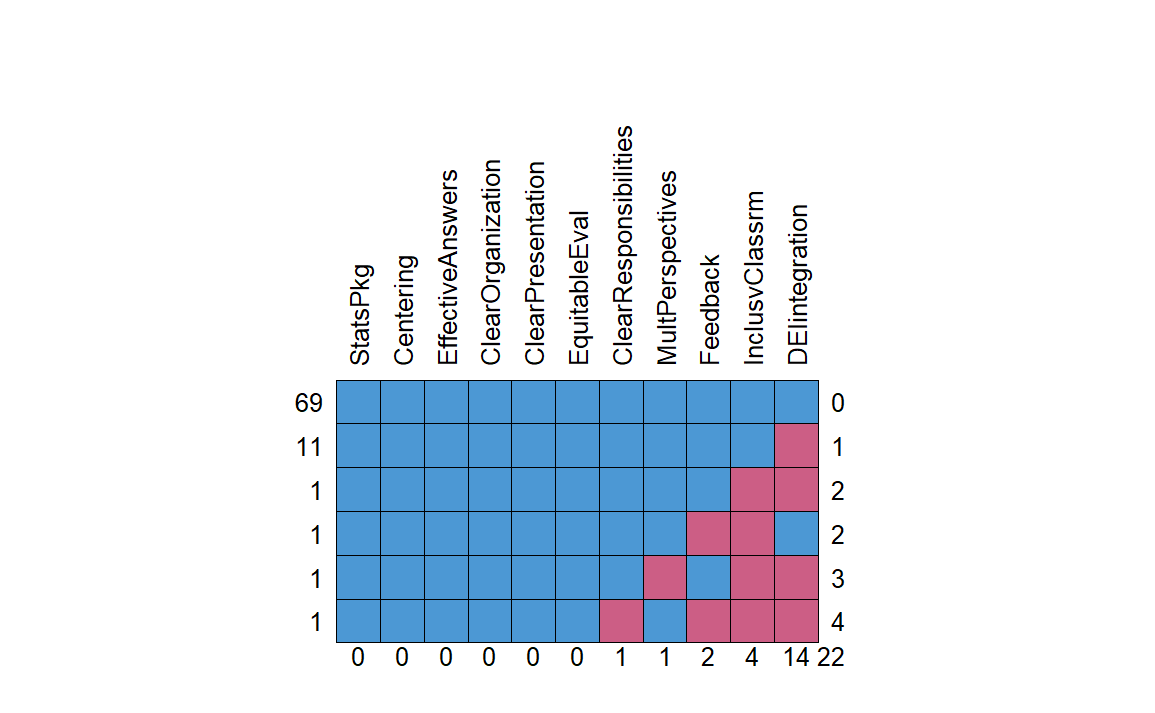 StatsPkg
Centering
EffectiveAnswers
ClearOrganization
ClearPresentation
EquitableEval
ClearResponsibilities
MultPerspectives
Feedback
InclusvClassrm
DEIintegration
69 0
11 1
1 2
1 2
1 3
1 4
0 0 0 0 0 0 1 1 2 4 14 22